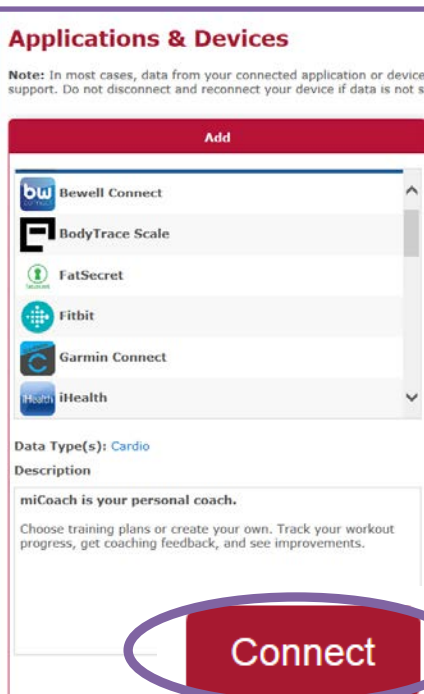 Applications & Devices
Note: In most cases, data from your connected application or device
support. Do not disconnect and reconnect your device if data is not s
Add
bw Bewell Connect
BodyTrace Scale
FatSecret
Fitbit
Garmin Connect
iHealth iHealth
Data Type(s): Cardio
Description
miCoach is your personal coach.
Choose training plans or create your own. Track your workout
progress, get coaching feedback, and see improvements.
Connect